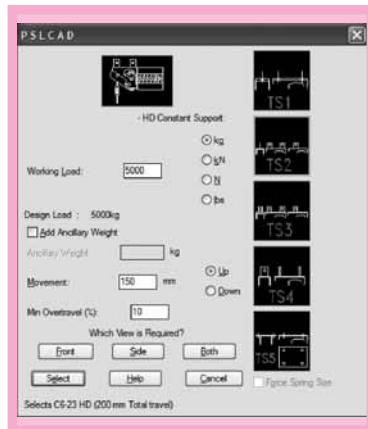 PSLCAD
- HD Constant Support
kg
kN
Working Load: 5000
N
lbs
Design Load : 5000kg
Add Ancillary Weight
Ancillary Weight kg
Movement: 150 mm
Up
Down
Min Overtravel (%): 10
Which View is Required?
Front Side Both
Select Help Cancel
Selects C6-23 HD (200 mm Total travel)
TS1
TS2
TS3
TS4
TS5
Force Spring Size